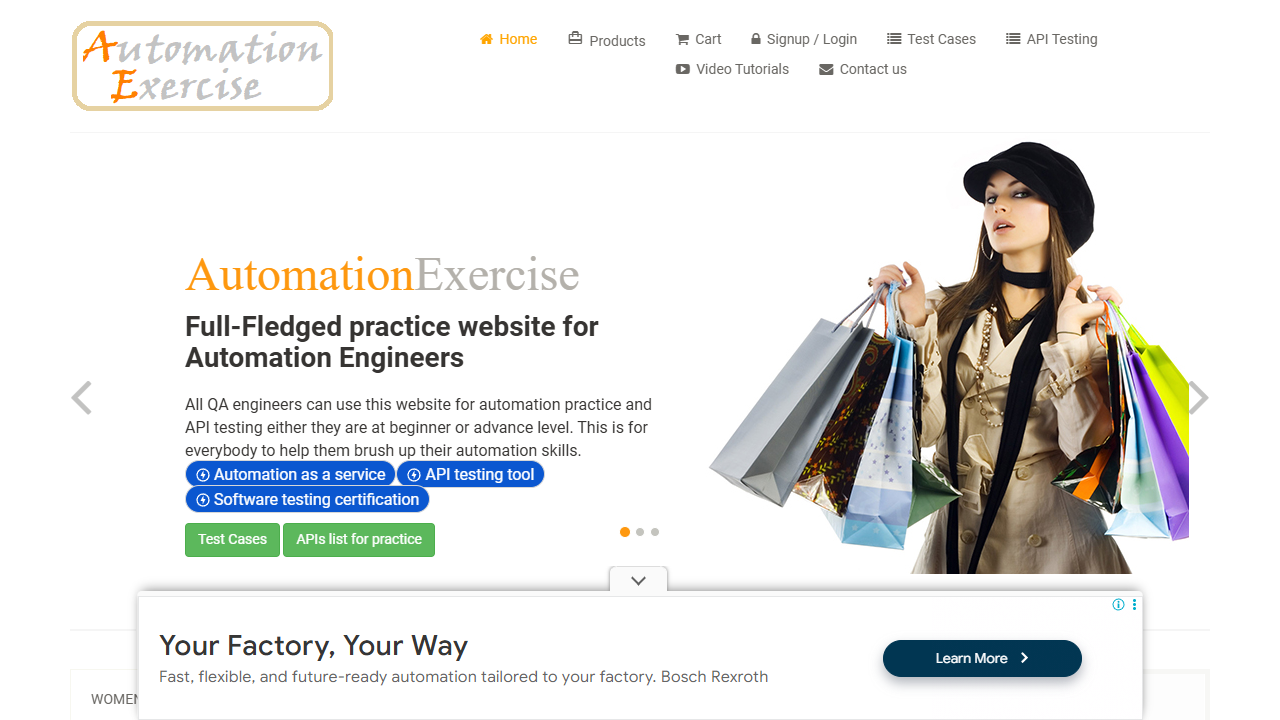 Automation
Exercise
Home
Products
Cart
Signup / Login
Test Cases
API Testing
Video Tutorials
Contact us
AutomationExercise
Full-Fledged practice website for
Automation Engineers
All QA engineers can use this website for automation practice and
API testing either they are at beginner or advance level. This is for
everybody to help them brush up their automation skills.
Automation as a service
API testing tool
Software testing certification
Test Cases
APIs list for practice
Your Factory, Your Way
Fast, flexible, and future-ready automation tailored to your factory. Bosch Rexroth
Learn More
WOMEN